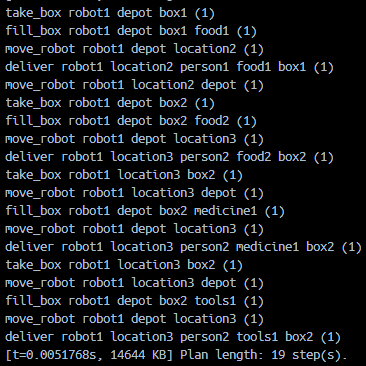 take_box robot1 depot box1 (1)
fill_box robot1 depot box1 food1 (1)
move_robot robot1 depot location2 (1)
deliver robot1 location2 person1 food1 box1 (1)
move_robot robot1 location2 depot (1)
take_box robot1 depot box2 (1)
fill_box robot1 depot box2 food2 (1)
move_robot robot1 depot location3 (1)
deliver robot1 location3 person2 food2 box2 (1)
take_box robot1 location3 box2 (1)
move_robot robot1 location3 depot (1)
fill_box robot1 depot box2 medicine1 (1)
move_robot robot1 depot location3 (1)
deliver robot1 location3 person2 medicine1 box2 (1)
take_box robot1 location3 box2 (1)
move_robot robot1 location3 depot (1)
fill_box robot1 depot box2 tools1 (1)
move_robot robot1 depot location3 (1)
deliver robot1 location3 person2 tools1 box2 (1)
[t=0.0051768s, 14644 KB] Plan length: 19 step(s).